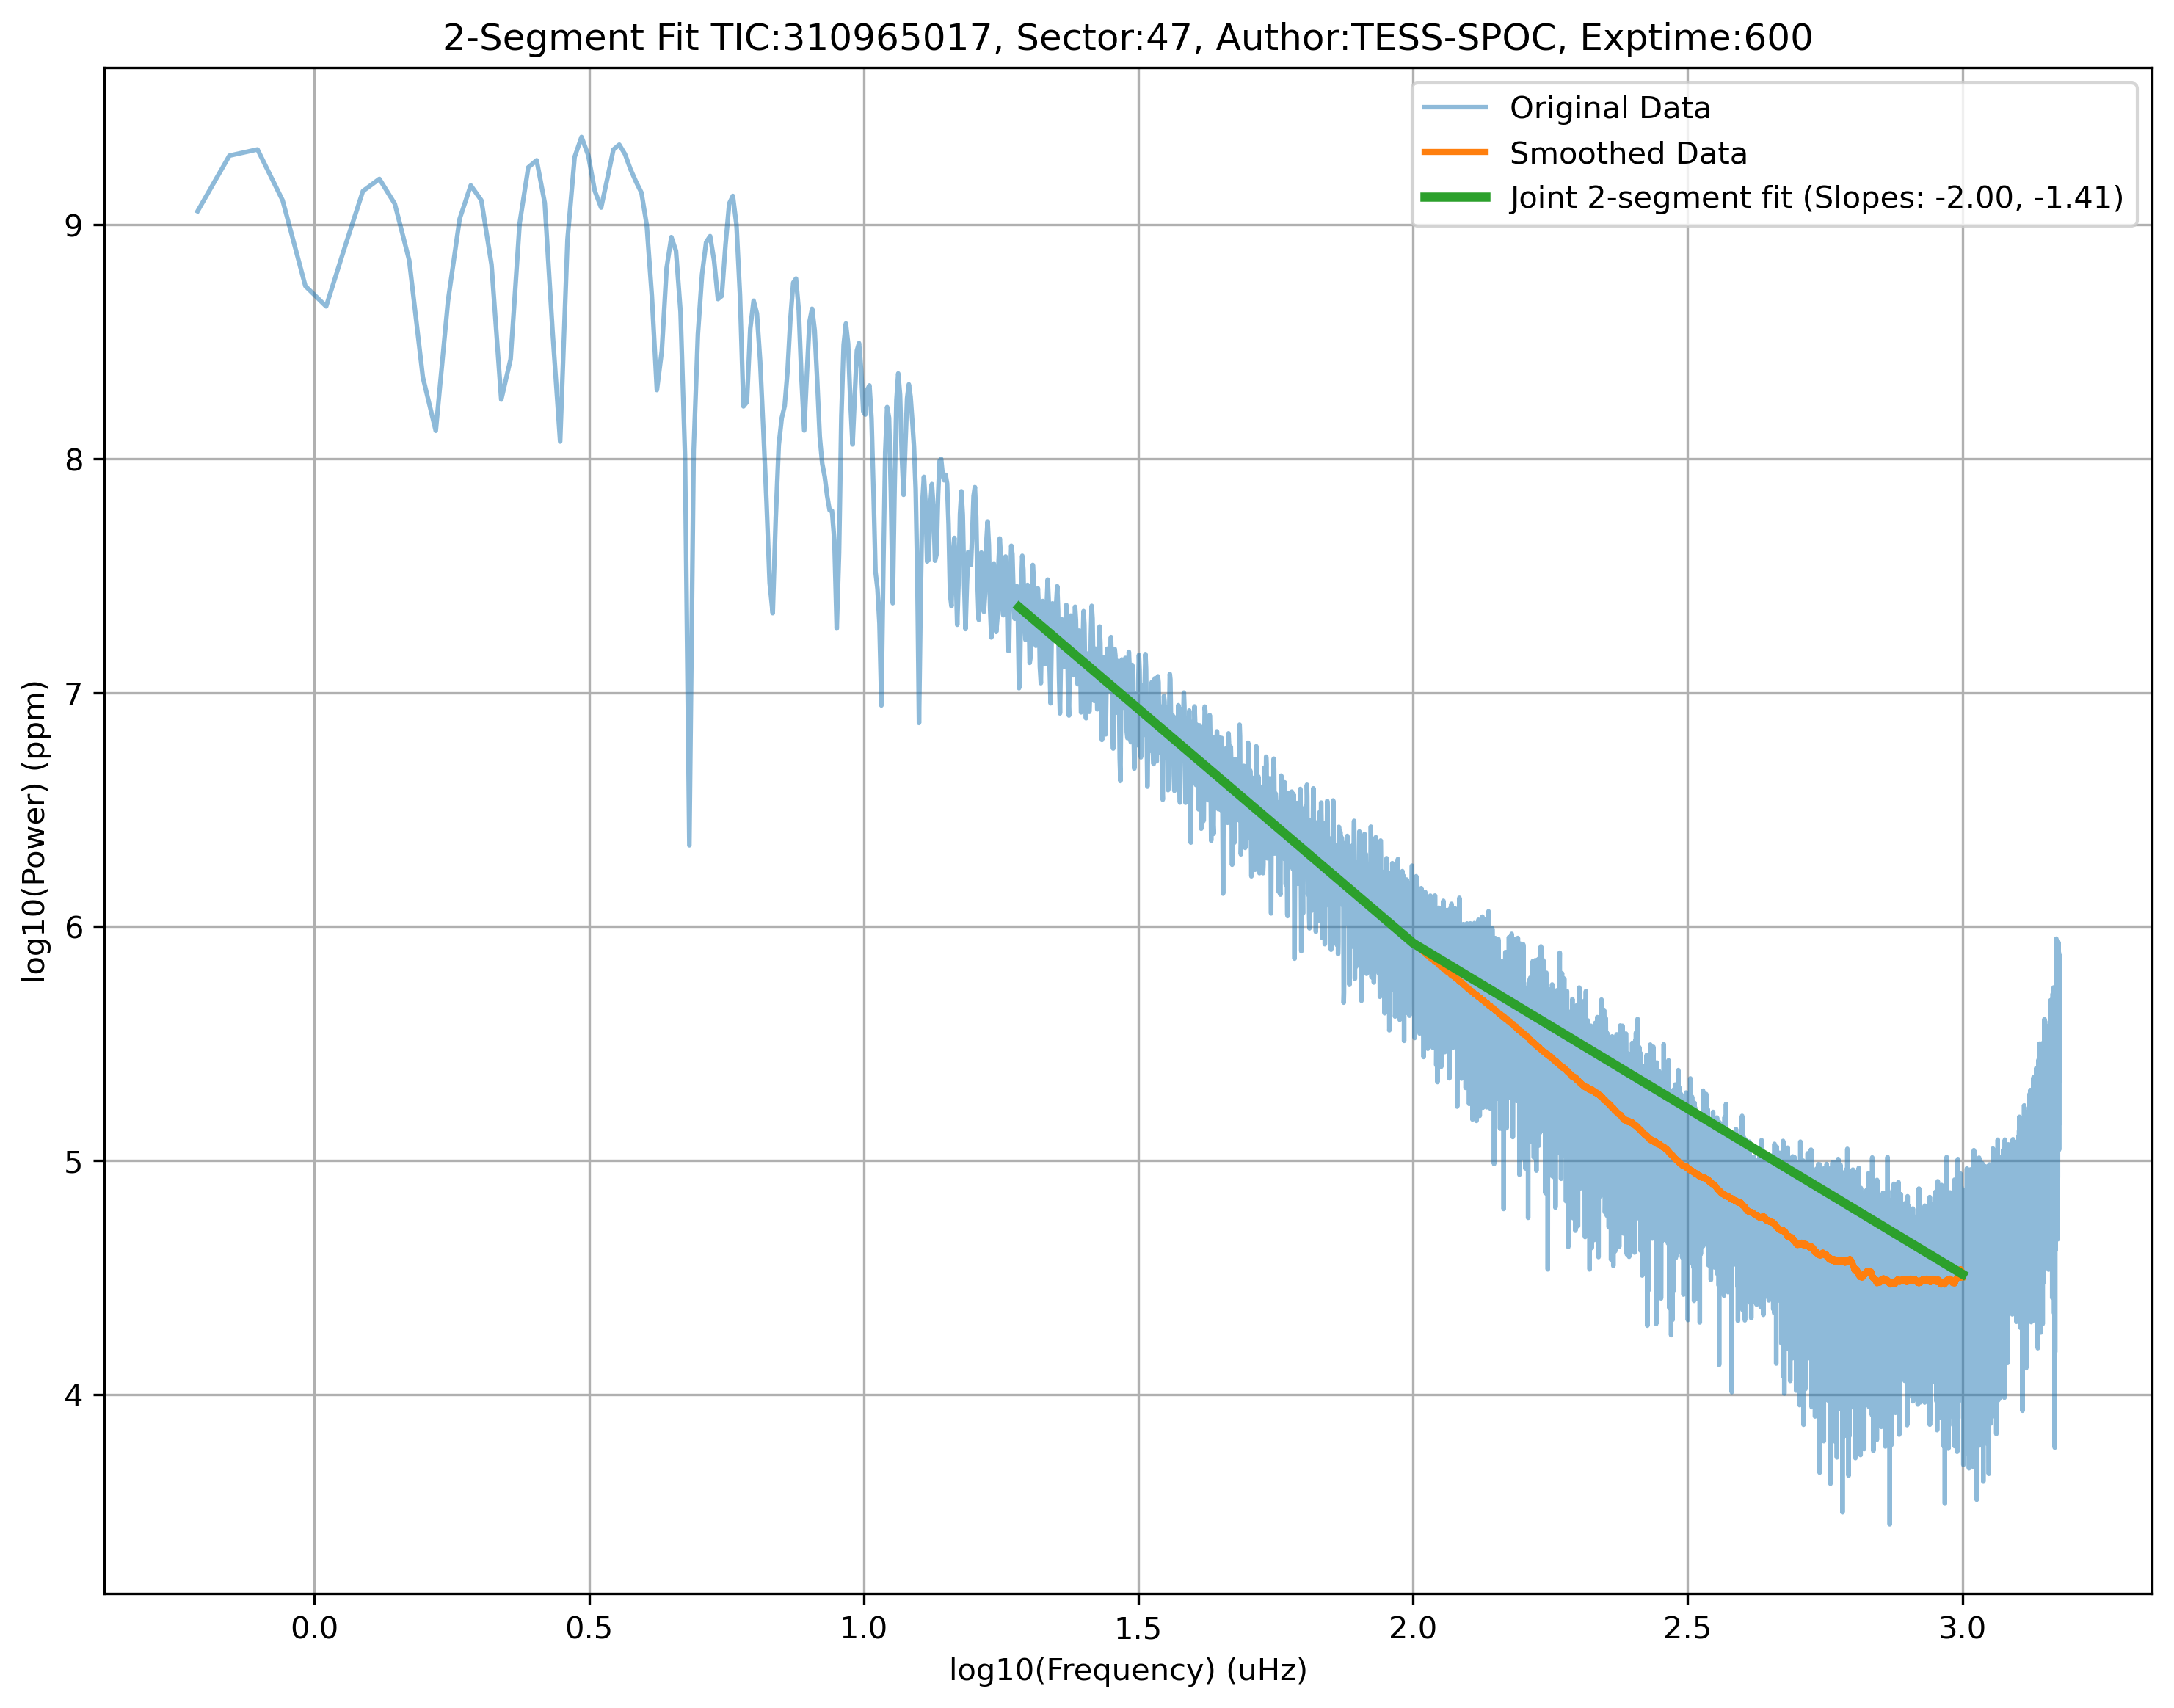 2-Segment Fit TIC:310965017, Sector:47, Author:TESS-SPOC, Exptime:600
Original Data
Smoothed Data
Joint 2-segment fit (Slopes: -2.00, -1.41)
log10(Power) (ppm)
9
8
7
6
5
4
0.0 0.5 1.0 1.5 2.0 2.5 3.0
log10(Frequency) (uHz)